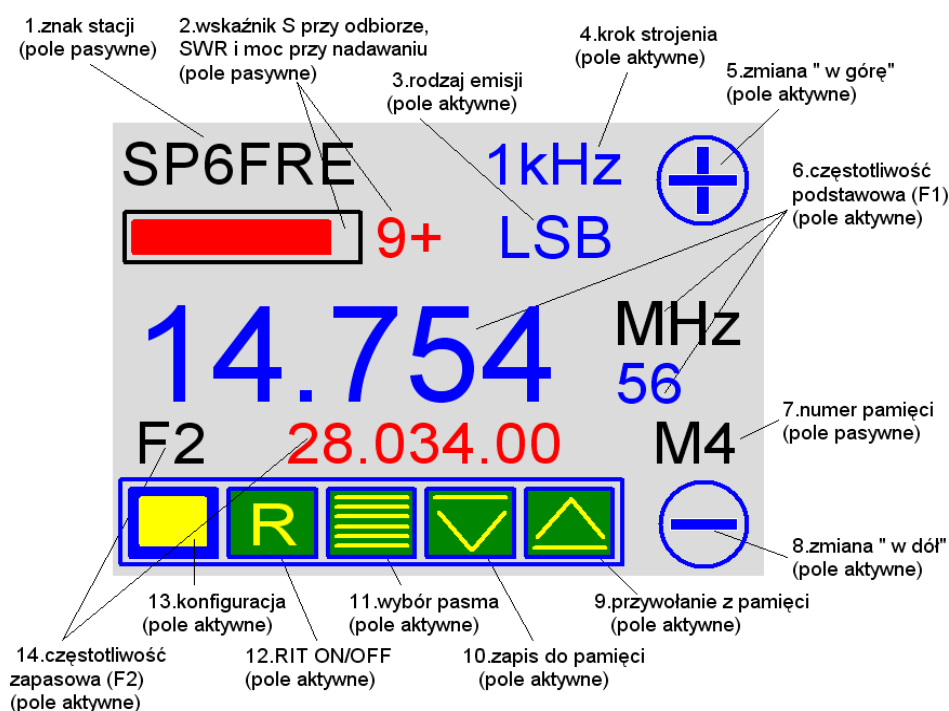 1.znak stacji
(pole pasywne)
2.wskaźnik S przy odbiorze,
SWR i moc przy nadawaniu
(pole pasywne)
3.rodzaj emisji
(pole aktywne)
4.krok strojenia
(pole aktywne)
5.zmiana " w górę"
(pole aktywne)
SP6FRE
1kHz
9+
LSB
6.częstotliwość
podstawowa (F1)
(pole aktywne)
14.754
MHz
56
F2
28.034.00
M4
7.numer pamięci
(pole pasywne)
R
8.zmiana " w dół"
(pole aktywne)
13.konfiguracja
(pole aktywne)
11.wybór pasma
(pole aktywne)
9.przywołanie z pamięci
(pole aktywne)
14.częstotliwość
zapasowa (F2)
(pole aktywne)
12.RIT ON/OFF
(pole aktywne)
10.zapis do pamięci
(pole aktywne)